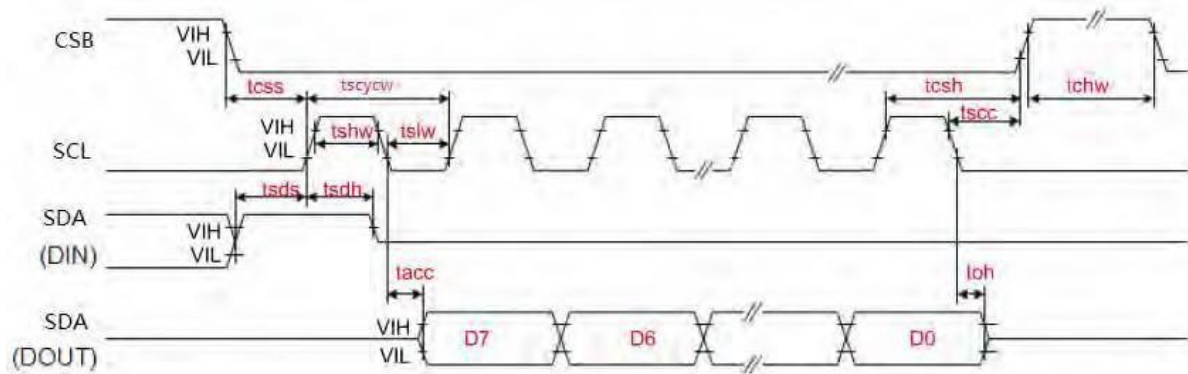 CSB
VIH
VIL
tcss
tscycw
tcsh
tchw
tscc
SCL
VIH
VIL
tshw
tslw
tsds
tsdh
SDA
(DIN)
VIH
VIL
tacc
toh
SDA
(DOUT)
VIH
VIL
D7
D6
D0